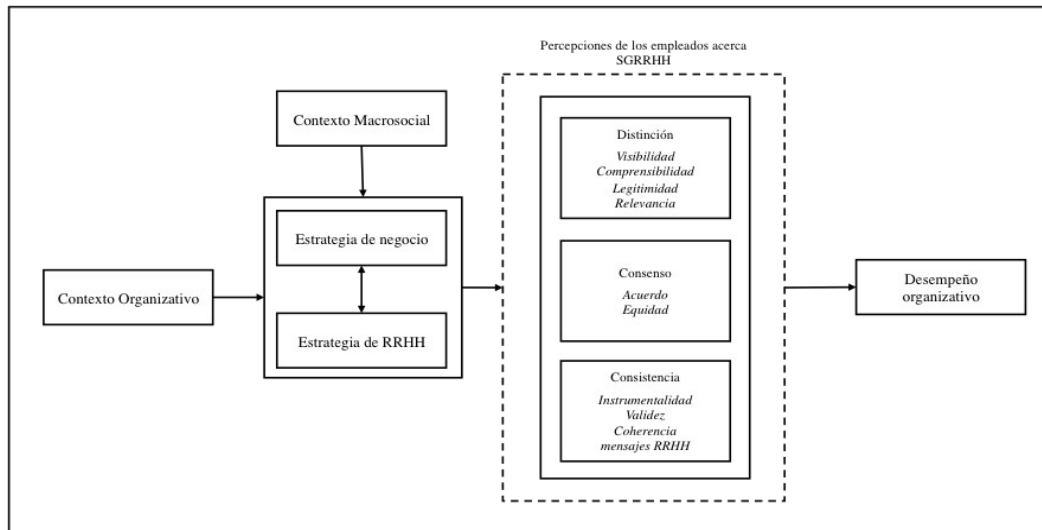 Percepciones de los empleados acerca
SGRRHH
Contexto Macrosocial
Distinción
Visibilidad
Comprensibilidad
Legitimidad
Relevancia
Estrategia de negocio
Contexto Organizativo
Estrategia de RRHH
Consenso
Acuerdo
Equidad
Desempeño
organizativo
Consistencia
Instrumentalidad
Validez
Coherencia
mensajes RRHH